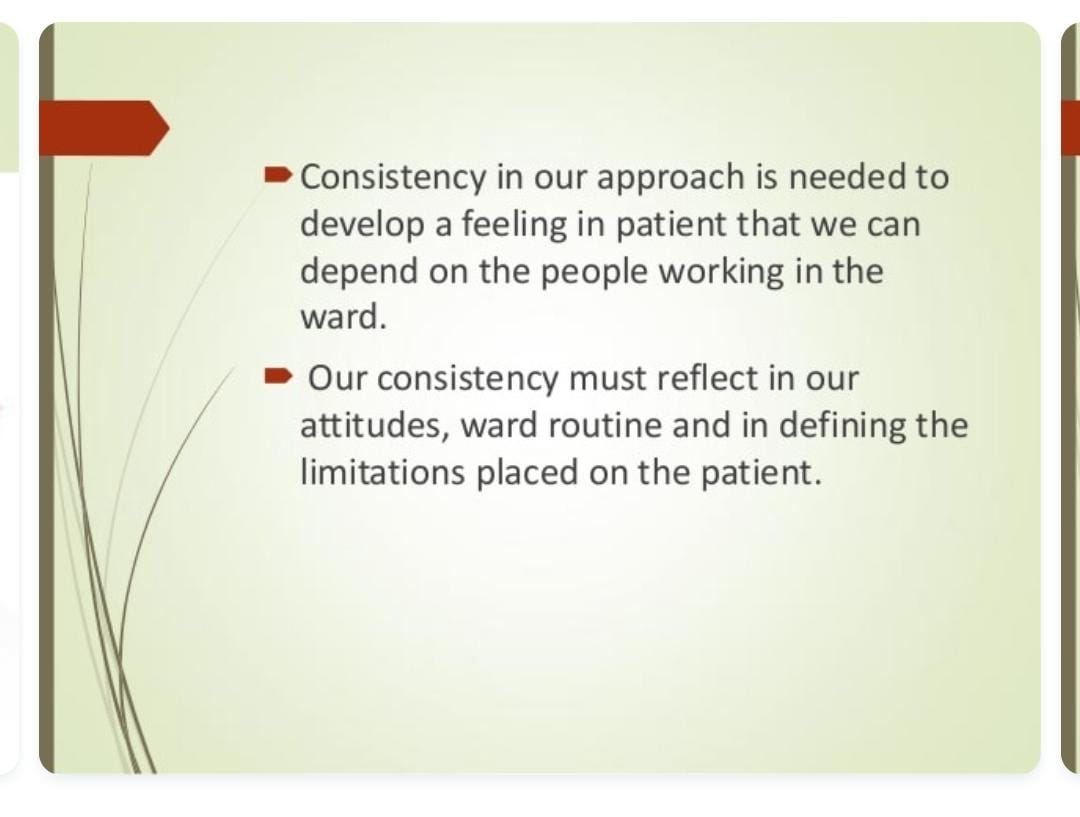 Consistency in our approach is needed to
develop a feeling in patient that we can
depend on the people working in the
ward.
Our consistency must reflect in our
attitudes, ward routine and in defining the
limitations placed on the patient.